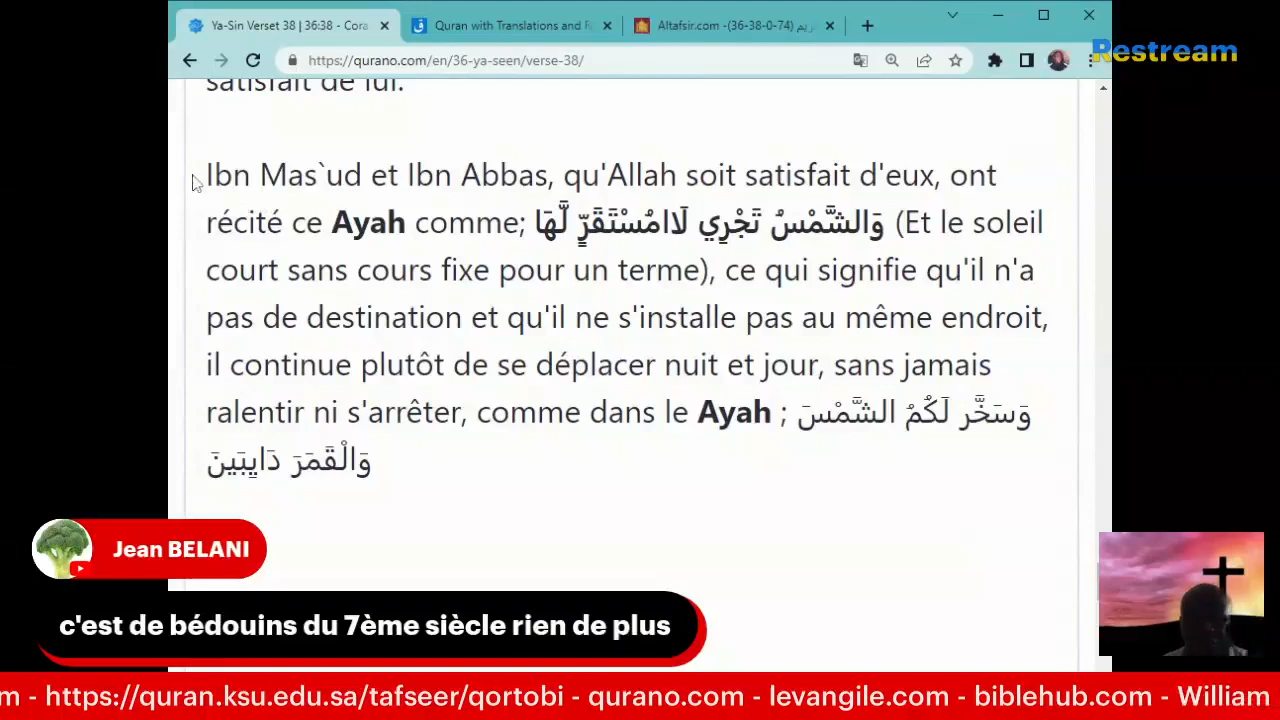 Ya-Sin Verset 38 | 36:38 - Cora
Quran with Translations and
Altafsir.com -(36-38-0-74)
https://qurano.com/en/36-ya-seen/verse-38/
Restream
satisfait de lui.
Ibn Mas`ud et Ibn Abbas, qu'Allah soit satisfait d'eux, ont
récité ce Ayah comme; وَالشَّمْسُ تَجْرِي لَاامُسْتَقَرٍّ لَّهَا (Et le soleil
court sans cours fixe pour un terme), ce qui signifie qu'il n'a
pas de destination et qu'il ne s'installe pas au même endroit,
il continue plutôt de se déplacer nuit et jour, sans jamais
ralentir ni s'arrêter, comme dans le Ayah ; وَسَخَّر لَكُمُ الشَّمْسَ
وَالْقَمَرَ دَايِبَينَ
Jean BELANI
c'est de bédouins du 7ème siècle rien de plus
m - https://quran.ksu.edu.sa/tafseer/qortobi - qurano.com - levangile.com - biblehub.com - William